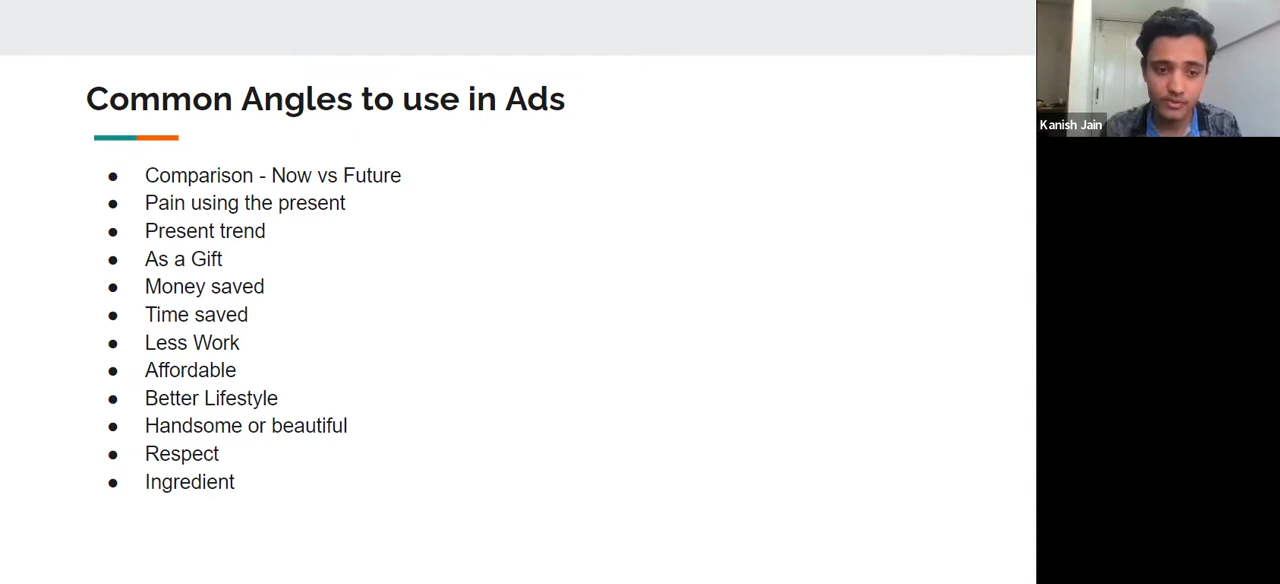 Common Angles to use in Ads
● Comparison - Now vs Future
● Pain using the present
● Present trend
● As a Gift
● Money saved
● Time saved
● Less Work
● Affordable
● Better Lifestyle
● Handsome or beautiful
● Respect
● Ingredient
Kanish Jain